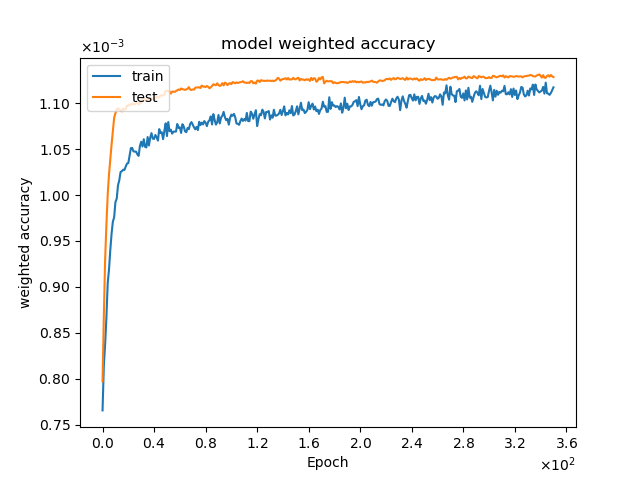 model weighted accuracy
×10⁻³
train
test
1.10
1.05
1.00
0.95
0.90
0.85
0.80
0.75
weighted accuracy
0.0 0.4 0.8 1.2 1.6 2.0 2.4 2.8 3.2 3.6
Epoch
×10²